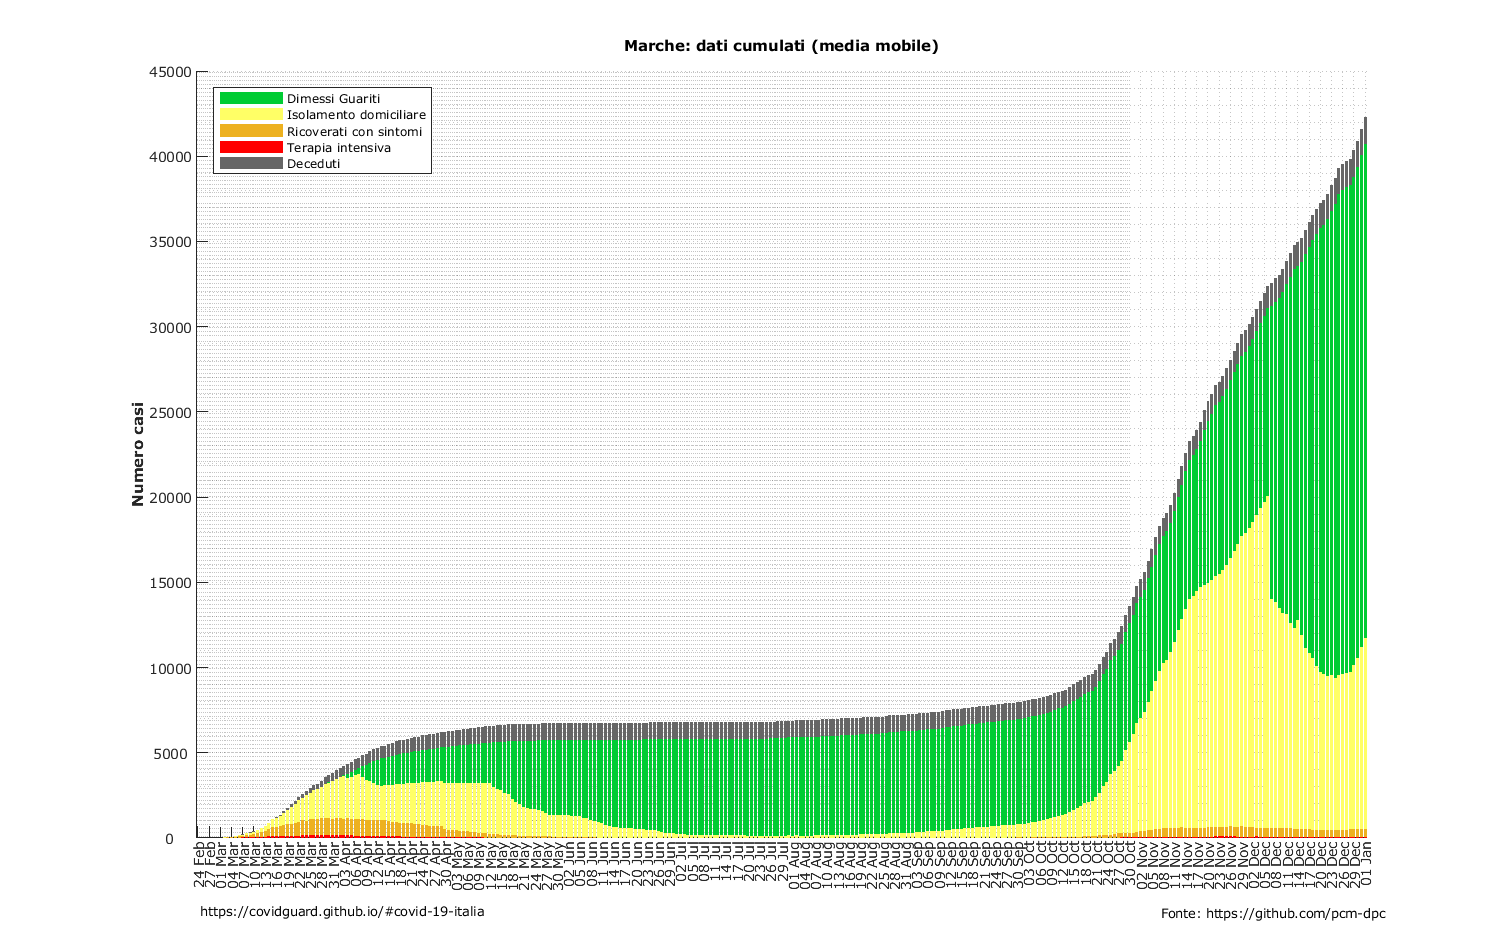 Marche: dati cumulati (media mobile)
45000
40000
35000
30000
25000
20000
15000
10000
5000
0
Numero casi
Dimessi Guariti
Isolamento domiciliare
Ricoverati con sintomi
Terapia intensiva
Deceduti
24 Feb
27 Feb
01 Mar
04 Mar
07 Mar
10 Mar
13 Mar
16 Mar
19 Mar
22 Mar
25 Mar
28 Mar
31 Mar
03 Apr
06 Apr
09 Apr
12 Apr
15 Apr
18 Apr
21 Apr
24 Apr
27 Apr
30 Apr
03 May
06 May
09 May
12 May
15 May
18 May
21 May
24 May
27 May
30 May
02 Jun
05 Jun
08 Jun
11 Jun
14 Jun
17 Jun
20 Jun
23 Jun
26 Jun
29 Jun
02 Jul
05 Jul
08 Jul
11 Jul
14 Jul
17 Jul
20 Jul
23 Jul
26 Jul
29 Jul
01 Aug
04 Aug
07 Aug
10 Aug
13 Aug
16 Aug
19 Aug
22 Aug
25 Aug
28 Aug
31 Aug
03 Sep
06 Sep
09 Sep
12 Sep
15 Sep
18 Sep
21 Sep
24 Sep
27 Sep
30 Sep
03 Oct
06 Oct
09 Oct
12 Oct
15 Oct
18 Oct
21 Oct
24 Oct
27 Oct
30 Oct
02 Nov
05 Nov
08 Nov
11 Nov
14 Nov
17 Nov
20 Nov
23 Nov
26 Nov
29 Nov
02 Dec
05 Dec
08 Dec
11 Dec
14 Dec
17 Dec
20 Dec
23 Dec
26 Dec
29 Dec
01 Jan
https://covidguard.github.io/#covid-19-italia
Fonte: https://github.com/pcm-dpc